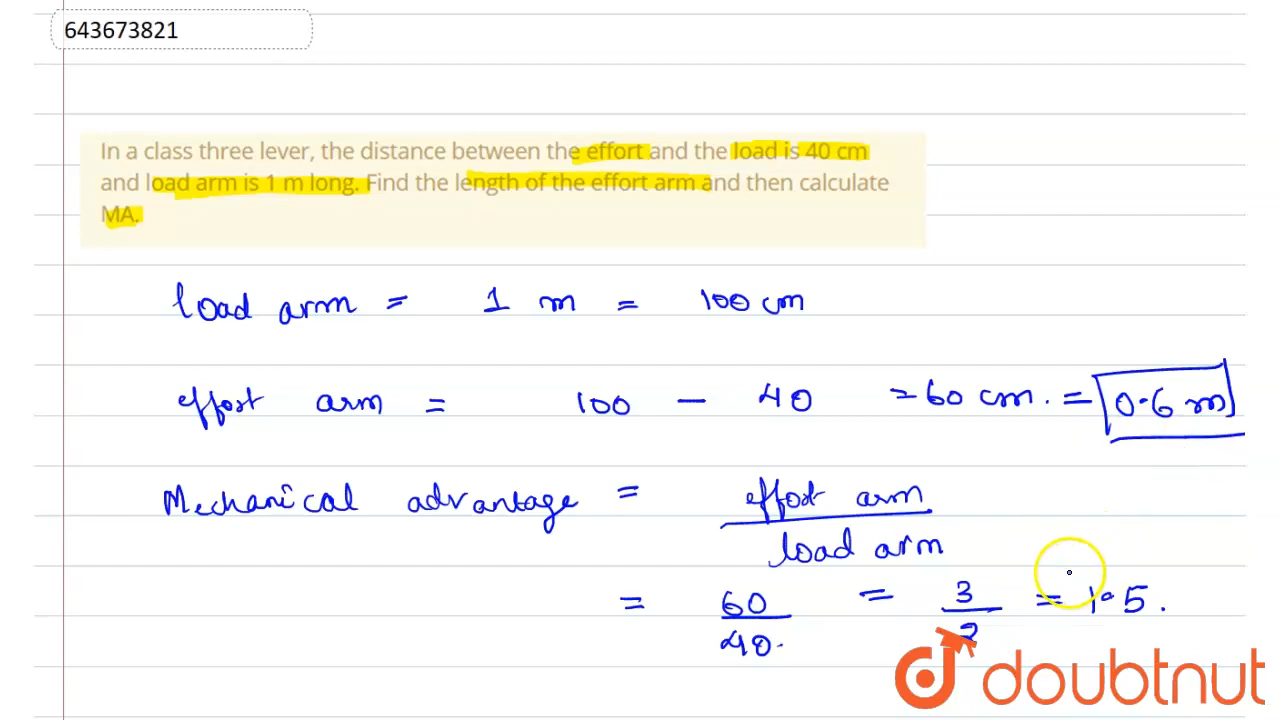 643673821
In a class three lever, the distance between the effort and the load is 40 cm
and load arm is 1 m long. Find the length of the effort arm and then calculate
MA.
load arm = 1 m = 100 cm
effort arm = 100 - 40 = 60 cm. = 0.6 m
Mechanical advantage = effort arm
load arm
= 60 = 3 = 1.5.
40. 2
doubtnut